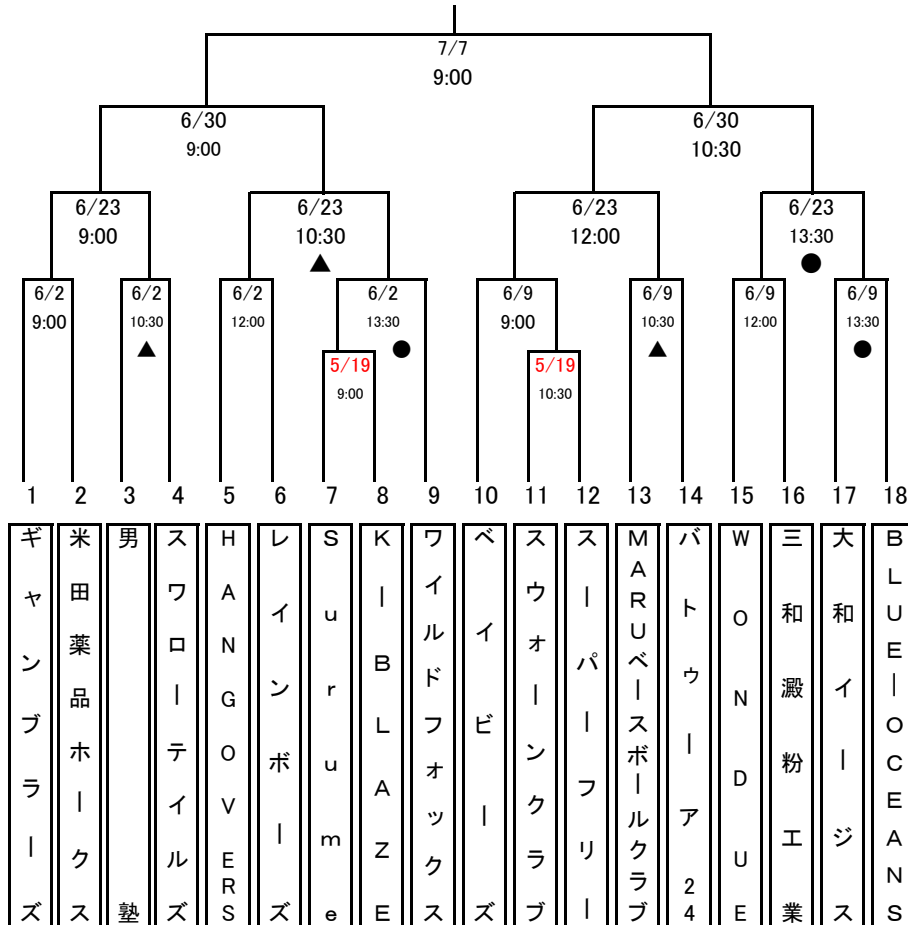 7/7
9:00
6/30 6/30
9:00 10:30
6/23 6/23 6/23 6/23
9:00 10:30 12:00 13:30
▲ ●
6/2 6/2 6/2 6/2 6/9 6/9 6/9 6/9
9:00 10:30 12:00 13:30 9:00 10:30 12:00 13:30
▲ ● ▲ ●
5/19 5/19
9:00 10:30
1 2 3 4 5 6 7 8 9 10 11 12 13 14 15 16 17 18
ギャンブラーズ
米田薬品ホークス
男塾
スワローテイルズ
HANGOVERS
レインボーズ
Surume
K－BLAZE
ワイルドフォックス
ベイビーズ
スウォーンクラブ
スーパーフリー
MARUベースボールクラブ
バトゥーア24
WONDUE
三和澱粉工業
大和イージス
BLUE－OCEANS